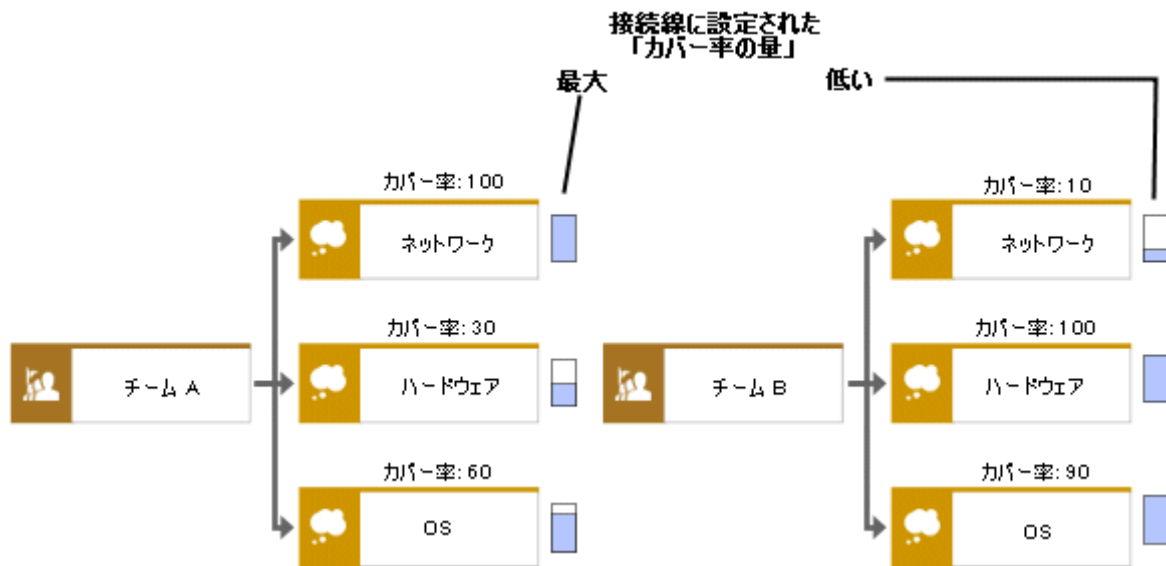 接続線に設定された
「カバー率の量」
最大
低い
カバー率: 100
ネットワーク
カバー率: 30
チーム A
ハードウェア
カバー率: 60
OS
カバー率: 10
ネットワーク
カバー率: 100
チーム B
ハードウェア
カバー率: 90
OS